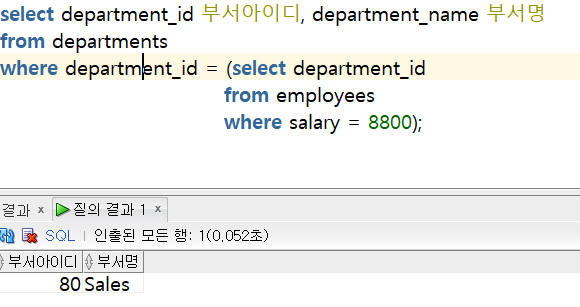 select department_id 부서아이디, department_name 부서명
from departments
where department_id = (select department_id
from employees
where salary = 8800);
결과 × 질의 결과 1 ×
SQL | 인출된 모든 행: 1(0,052초)
부서아이디 부서명
80 Sales